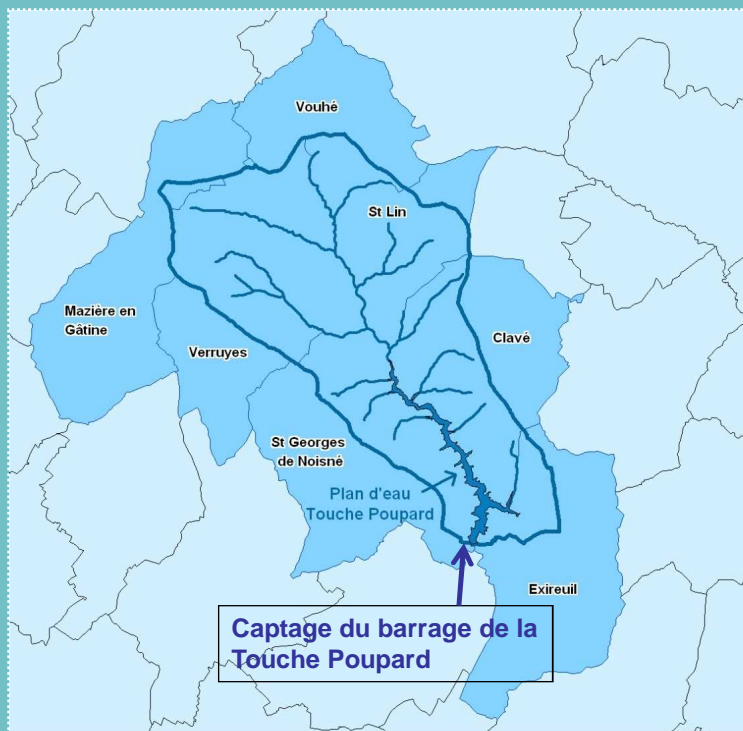 Vouhé
St Lin
Mazière en
Gâtine
Clavé
Verruyes
St Georges
de Noisné
Plan d'eau
Touche Poupard
Exireuil
Captage du barrage de la
Touche Poupard